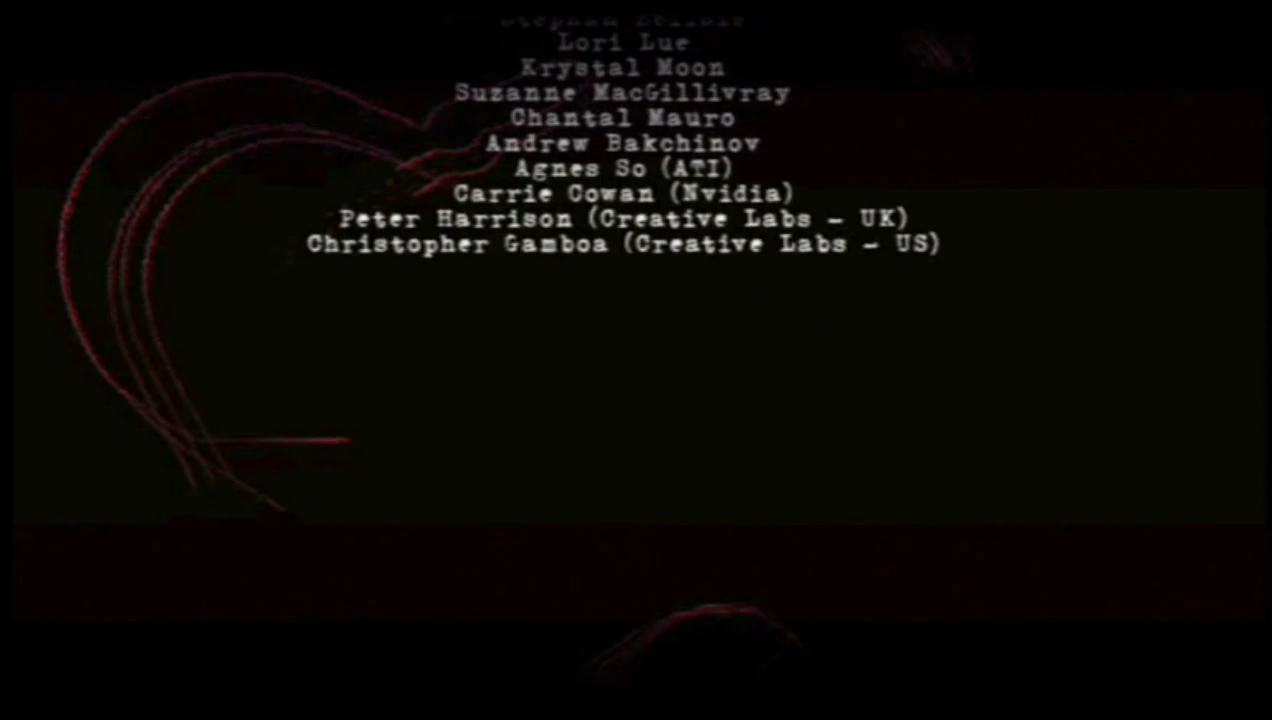 Lori Lue
Krystal Moon
Suzanne MacGillivray
Chantal Mauro
Andrew Bakchinov
Agnes So (ATI)
Carrie Cowan (Nvidia)
Peter Harrison (Creative Labs - UK)
Christopher Gamboa (Creative Labs - US)